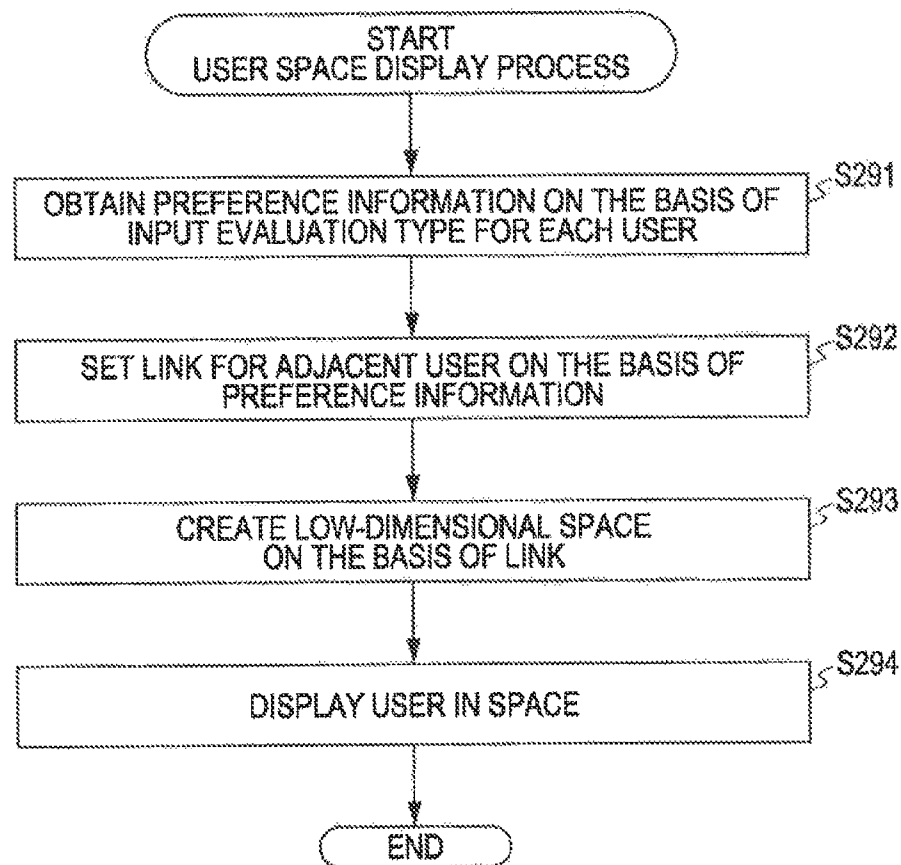 START
USER SPACE DISPLAY PROCESS
S291
OBTAIN PREFERENCE INFORMATION ON THE BASIS OF
INPUT EVALUATION TYPE FOR EACH USER
S292
SET LINK FOR ADJACENT USER ON THE BASIS OF
PREFERENCE INFORMATION
S293
CREATE LOW-DIMENSIONAL SPACE
ON THE BASIS OF LINK
S294
DISPLAY USER IN SPACE
END